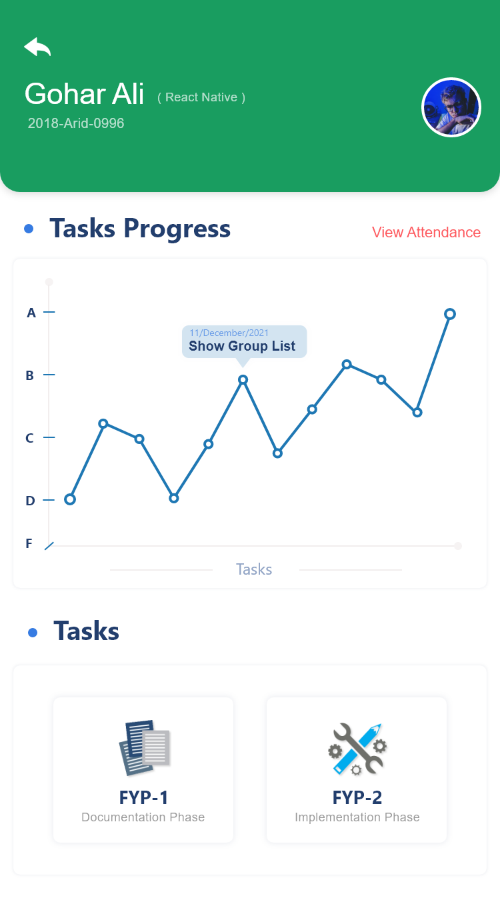 Gohar Ali ( React Native )
2018-Arid-0996
Tasks Progress
View Attendance
A
11/December/2021
Show Group List
B
C
D
F
Tasks
Tasks
FYP-1
Documentation Phase
FYP-2
Implementation Phase